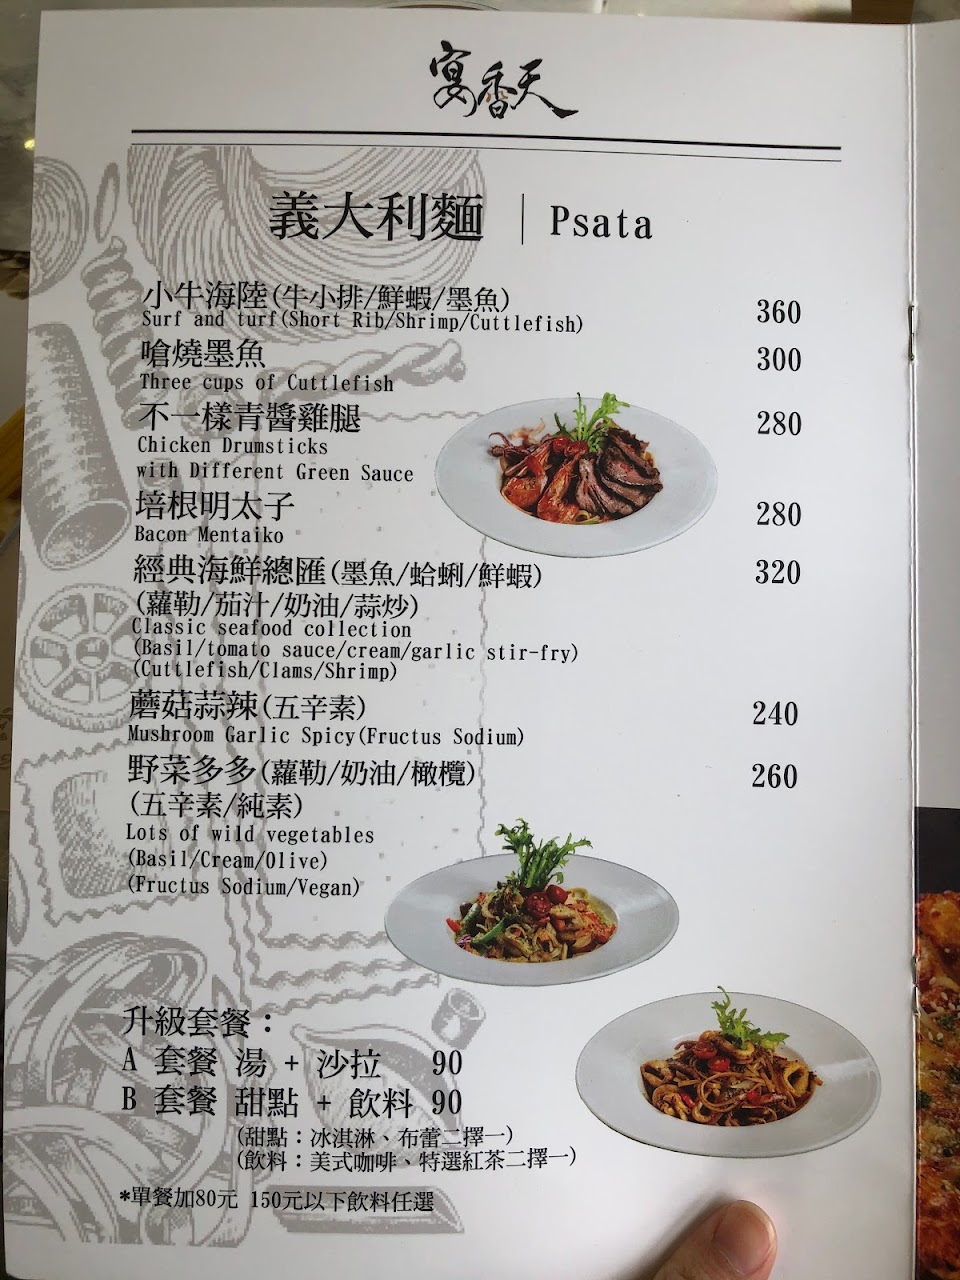 宴香天
義大利麵 | Psata
小牛海陸(牛小排/鮮蝦/墨魚) 360
Surf and turf(Short Rib/Shrimp/Cuttlefish)
嗆燒墨魚 300
Three cups of Cuttlefish
不一樣青醬雞腿 280
Chicken Drumsticks
with Different Green Sauce
培根明太子 280
Bacon Mentaiko
經典海鮮總匯(墨魚/蛤蜊/鮮蝦) 320
(蘿勒/茄汁/奶油/蒜炒)
Classic seafood collection
(Basil/tomato sauce/cream/garlic stir-fry)
(Cuttlefish/Clams/Shrimp)
蘑菇蒜辣(五辛素) 240
Mushroom Garlic Spicy(Fructus Sodium)
野菜多多(蘿勒/奶油/橄欖) 260
(五辛素/純素)
Lots of wild vegetables
(Basil/Cream/Olive)
(Fructus Sodium/Vegan)
升級套餐：
A 套餐 湯 + 沙拉 90
B 套餐 甜點 + 飲料 90
(甜點：冰淇淋、布蕾二擇一)
(飲料：美式咖啡、特選紅茶二擇一)
*單餐加80元 150元以下飲料任選